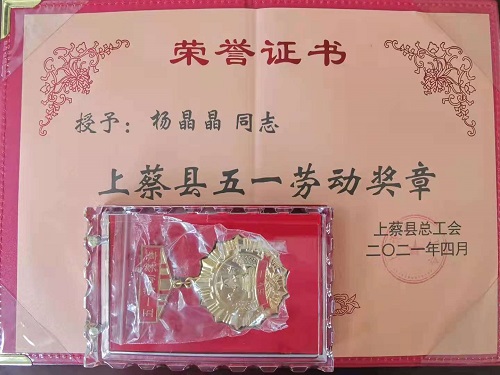 荣誉证书
授予：杨晶晶 同志
上蔡县五一劳动奖章
上蔡县总工会
二〇二一年四月